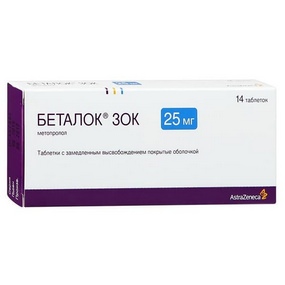 14 таблеток
БЕТАЛОК® ЗОК 25 мг
метопролол
Таблетки с замедленным высвобождением покрытые оболочкой
AstraZeneca